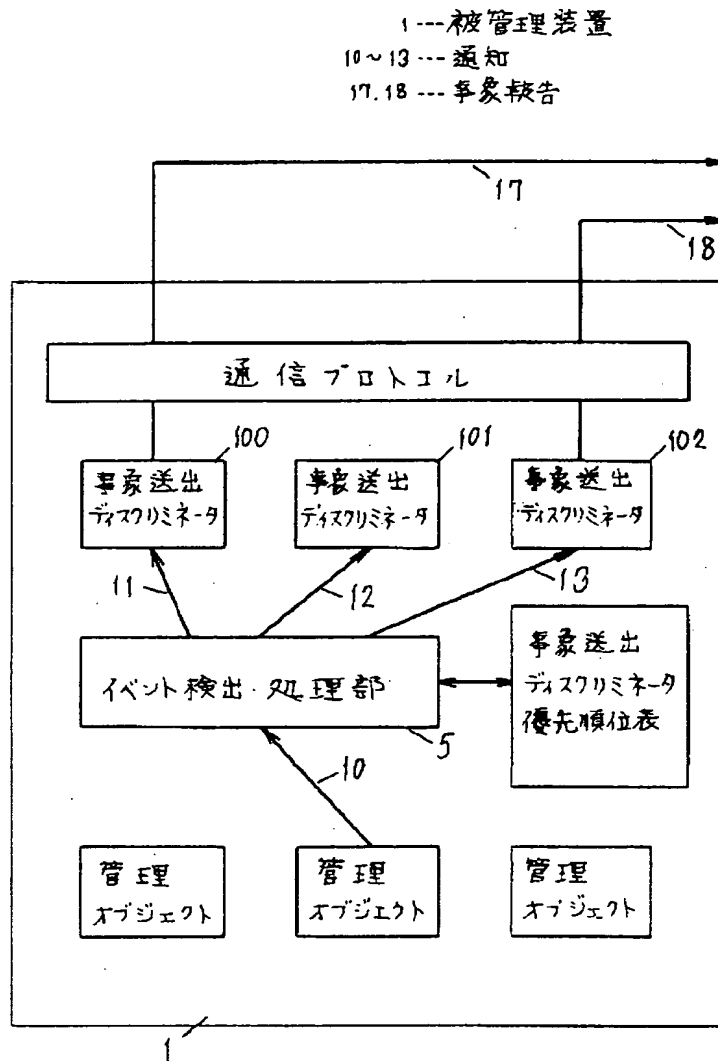 1 --- 被管理装置
10~13 --- 通知
17.18 --- 事象報告
17
18
通信プロトコル
100
101
102
事象送出
ディスクリミネータ
事象送出
ディスクリミネータ
事象送出
ディスクリミネータ
11
12
13
イベント検出・処理部
事象送出
ディスクリミネータ
優先順位表
5
10
管理
オブジェクト
管理
オブジェクト
管理
オブジェクト
1